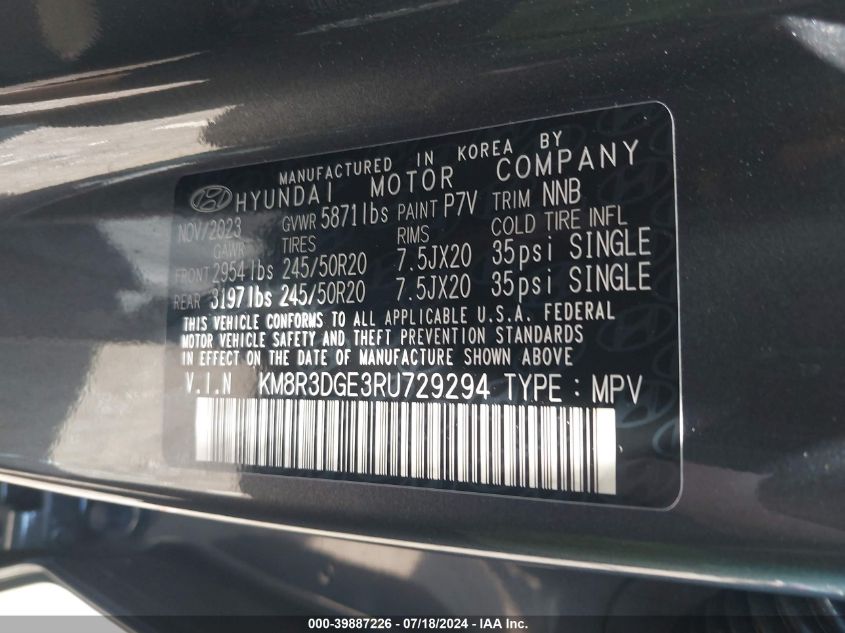 MANUFACTURED IN KOREA BY
HYUNDAI MOTOR COMPANY
NOV/2023 GVWR 5871lbs PAINT P7V TRIM NNB
GAWR TIRES RIMS COLD TIRE INFL
FRONT 2954lbs 245/50R20 7.5JX20 35psi SINGLE
REAR 3197lbs 245/50R20 7.5JX20 35psi SINGLE
THIS VEHICLE CONFORMS TO ALL APPLICABLE U.S.A. FEDERAL
MOTOR VEHICLE SAFETY AND THEFT PREVENTION STANDARDS
IN EFFECT ON THE DATE OF MANUFACTURE SHOWN ABOVE
V.I.N KM8R3DGE3RU729294 TYPE : MPV
000-39887226 - 07/18/2024 - IAA Inc.